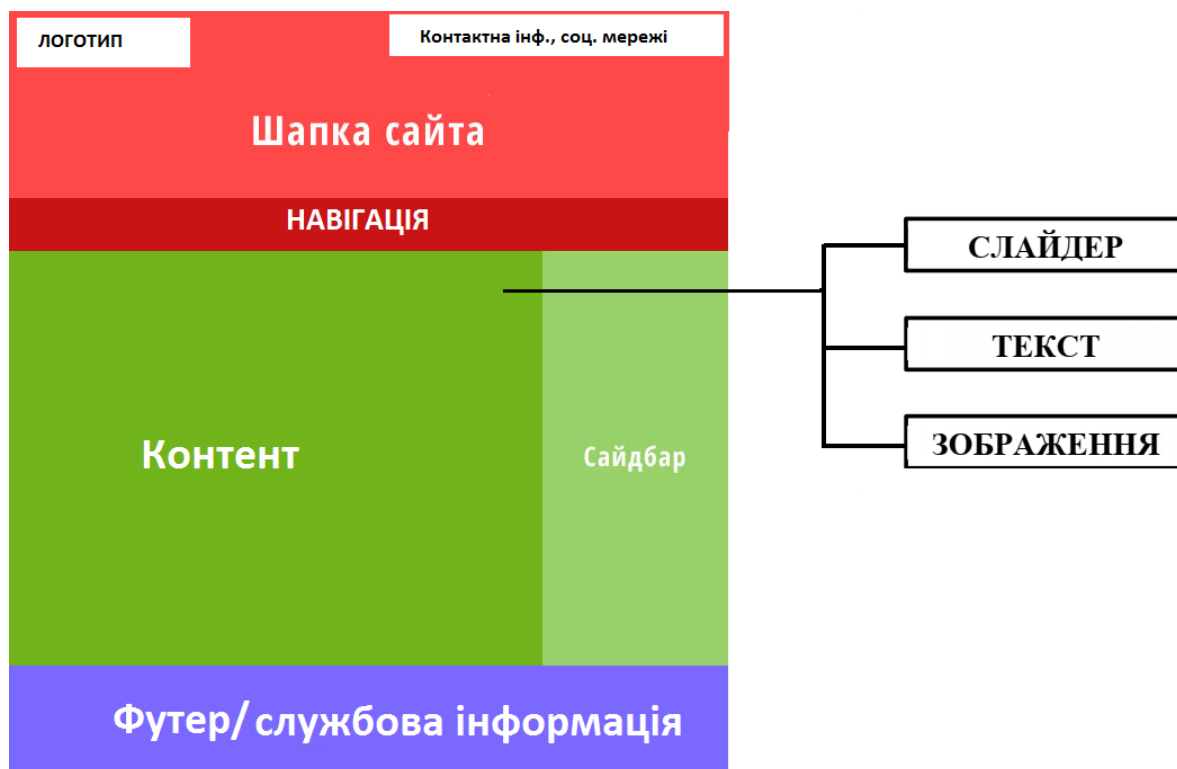 ЛОГОТИП
Контактна інф., соц. мережі
Шапка сайта
НАВІГАЦІЯ
Контент
Сайдбар
СЛАЙДЕР
ТЕКСТ
ЗОБРАЖЕННЯ
Футер/службова інформація